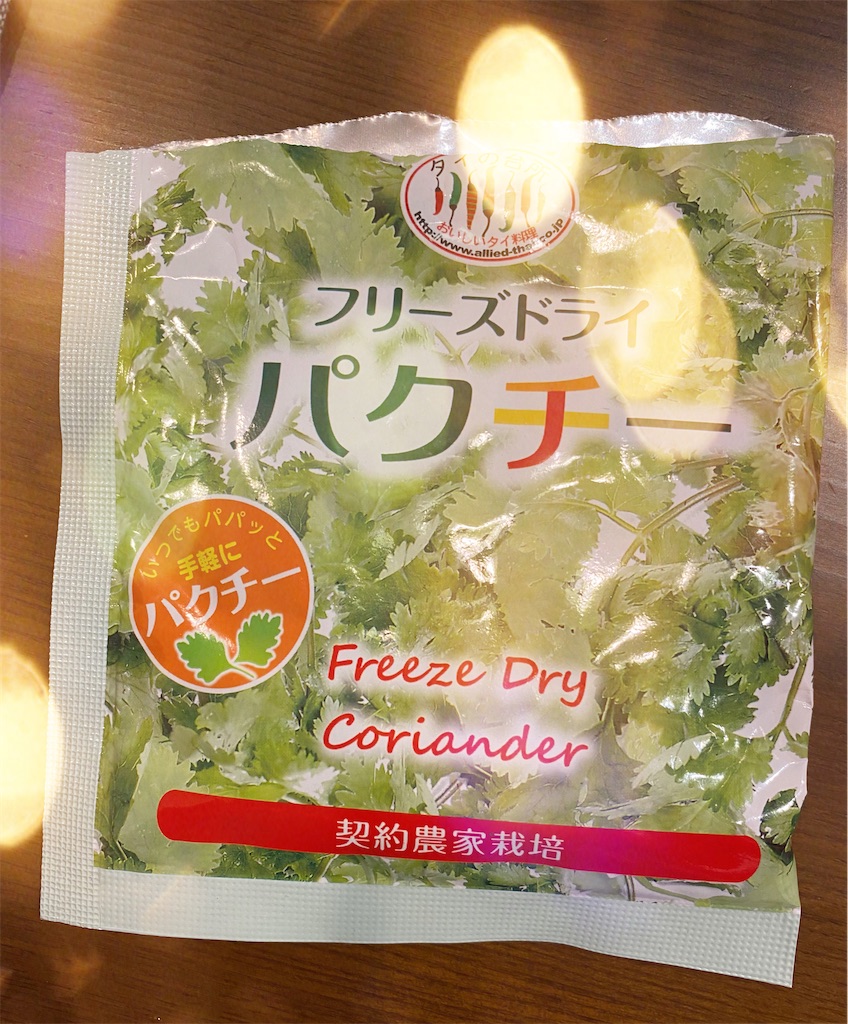 おいしいタイ料理
フリーズドライ
パクチー
いつでもパパッと
手軽に
パクチー
Freeze Dry
Coriander
契約農家栽培